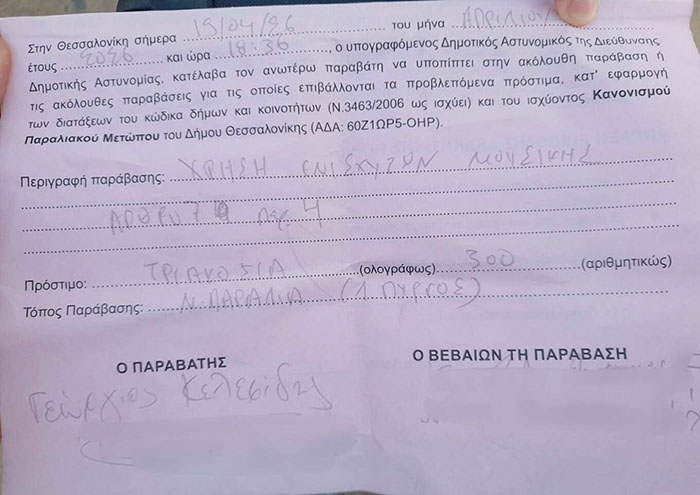 Στην Θεσσαλονίκη σήμερα 19/04/26 του μήνα ΑΠΡΙΛΙΟΥ
έτους 2026 και ώρα 18:36, ο υπογραφόμενος Δημοτικός Αστυνομικός της Διεύθυνσης
Δημοτικής Αστυνομίας, κατέλαβα τον ανωτέρω παραβάτη να υποπίπτει στην ακόλουθη παράβαση ή
τις ακόλουθες παραβάσεις για τις οποίες επιβάλλονται τα προβλεπόμενα πρόστιμα, κατ' εφαρμογή
των διατάξεων του κώδικα δήμων και κοινοτήτων (Ν.3463/2006 ως ισχύει) και του ισχύοντος Κανονισμού
Παραλιακού Μετώπου του Δήμου Θεσσαλονίκης (ΑΔΑ: 60Ζ1ΩΡ5-ΟΗΡ).
Περιγραφή παράβασης: ΧΡΗΣΗ ΕΝΙΣΧΥΤΩΝ ΜΟΥΣΙΚΗΣ
ΑΡΘΡΟ 7 παρ. 4
Πρόστιμο: ΤΡΙΑΚΟΣΙΑ (ολογράφως) 300 (αριθμητικώς)
Τόπος Παράβασης: Ν. ΠΑΡΑΛΙΑ (Λ. ΠΥΡΓΟΣ)
Ο ΠΑΡΑΒΑΤΗΣ Ο ΒΕΒΑΙΩΝ ΤΗ ΠΑΡΑΒΑΣΗ
Γεώργιος Κελεσίδης